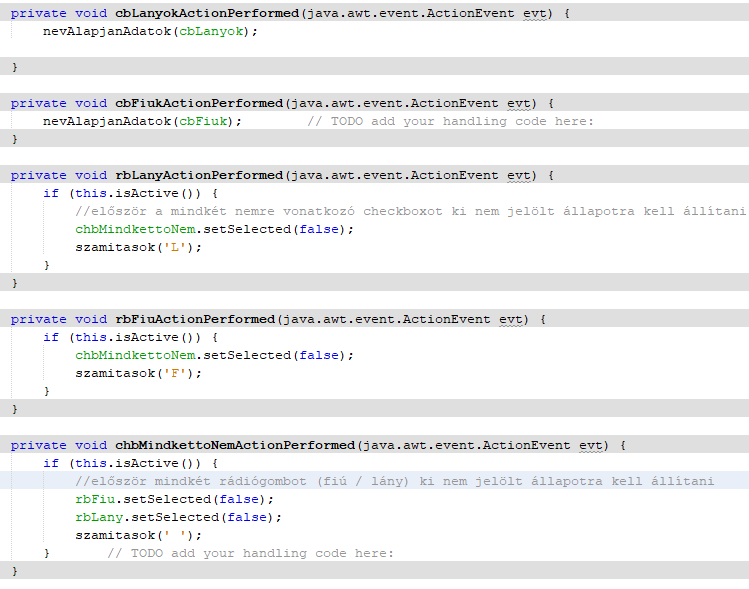 private void cbLanyokActionPerformed(java.awt.event.ActionEvent evt) {
    nevAlapjanAdatok(cbLanyok);
}
private void cbFiukActionPerformed(java.awt.event.ActionEvent evt) {
    nevAlapjanAdatok(cbFiuk);        // TODO add your handling code here:
}
private void rbLanyActionPerformed(java.awt.event.ActionEvent evt) {
    if (this.isActive()) {
        //először a mindkét nemre vonatkozó checkboxot ki nem jelölt állapotra kell állítani
        chbMindkettoNem.setSelected(false);
        szamitasok('L');
    }
}
private void rbFiuActionPerformed(java.awt.event.ActionEvent evt) {
    if (this.isActive()) {
        chbMindkettoNem.setSelected(false);
        szamitasok('F');
    }
}
private void chbMindkettoNemActionPerformed(java.awt.event.ActionEvent evt) {
    if (this.isActive()) {
        //először mindkét rádiógombot (fiú / lány) ki nem jelölt állapotra kell állítani
        rbFiu.setSelected(false);
        rbLany.setSelected(false);
        szamitasok(' ');
    }       // TODO add your handling code here:
}